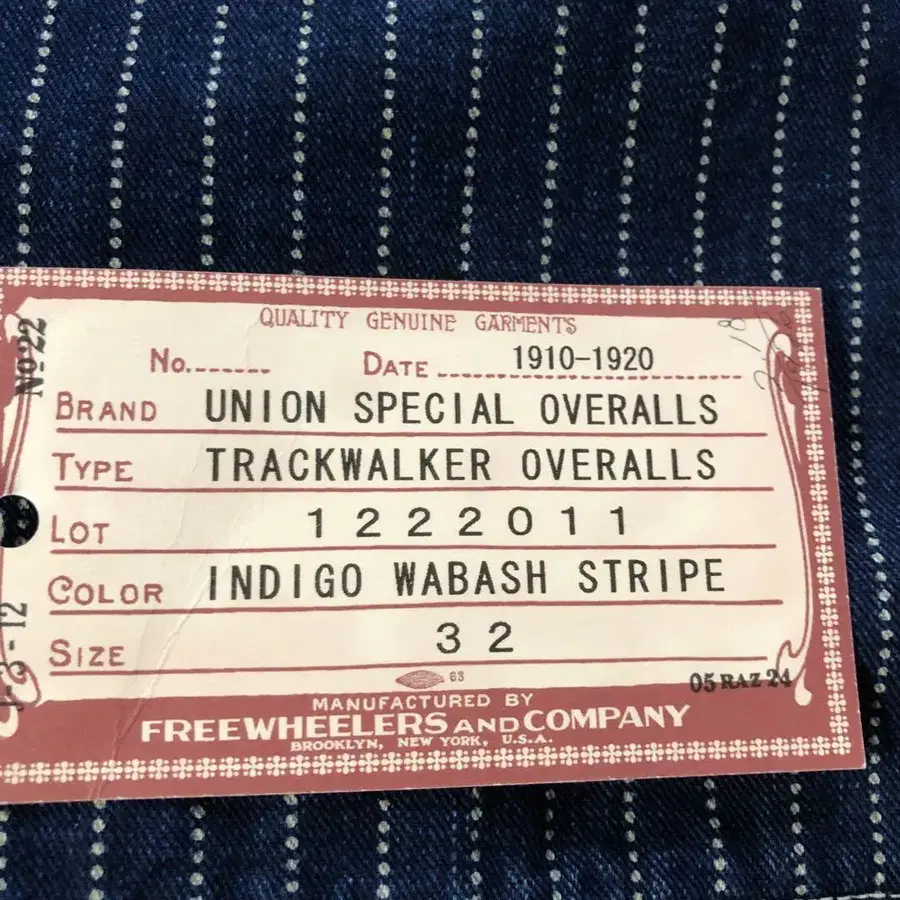 QUALITY GENUINE GARMENTS
No. DATE 1910-1920
No 22
BRAND UNION SPECIAL OVERALLS
TYPE TRACKWALKER OVERALLS
LOT 1222011
COLOR INDIGO WABASH STRIPE
SIZE 32
63
05 RAZ 24
MANUFACTURED BY
FREEWHEELERS AND COMPANY
BROOKLYN, NEW YORK, U.S.A.